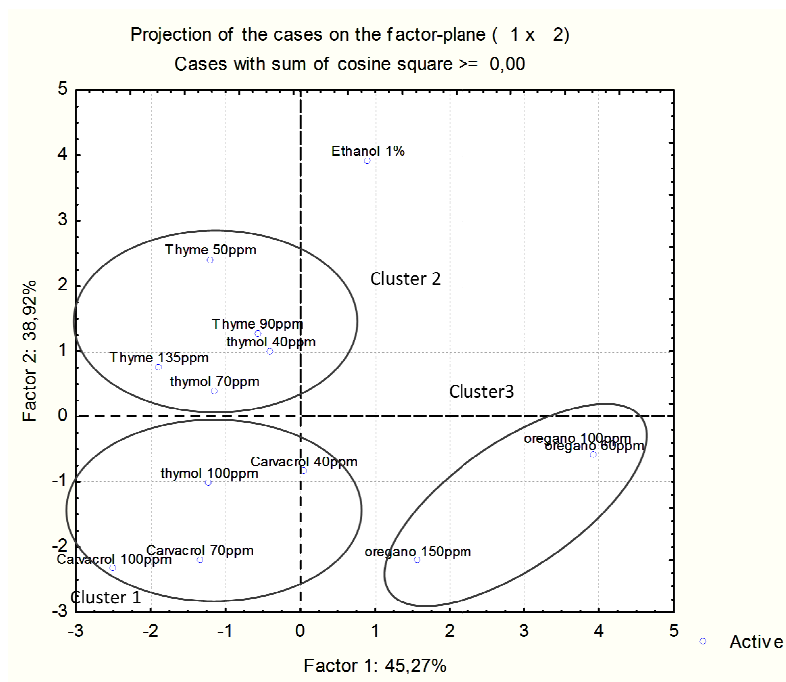 Projection of the cases on the factor-plane ( 1 x 2)
Cases with sum of cosine square >= 0,00
5
4
3
2
1
0
-1
-2
-3
Factor 2: 38,92%
Ethanol 1%
Thyme 50ppm
Cluster 2
Thyme 90ppm
thymol 40ppm
Thyme 135ppm
thymol 70ppm
Cluster3
oregano 100ppm
oregano 60ppm
Carvacrol 40ppm
thymol 100ppm
Carvacrol 70ppm
oregano 150ppm
Carvacrol 100ppm
Cluster 1
-3 -2 -1 0 1 2 3 4 5
Active
Factor 1: 45,27%